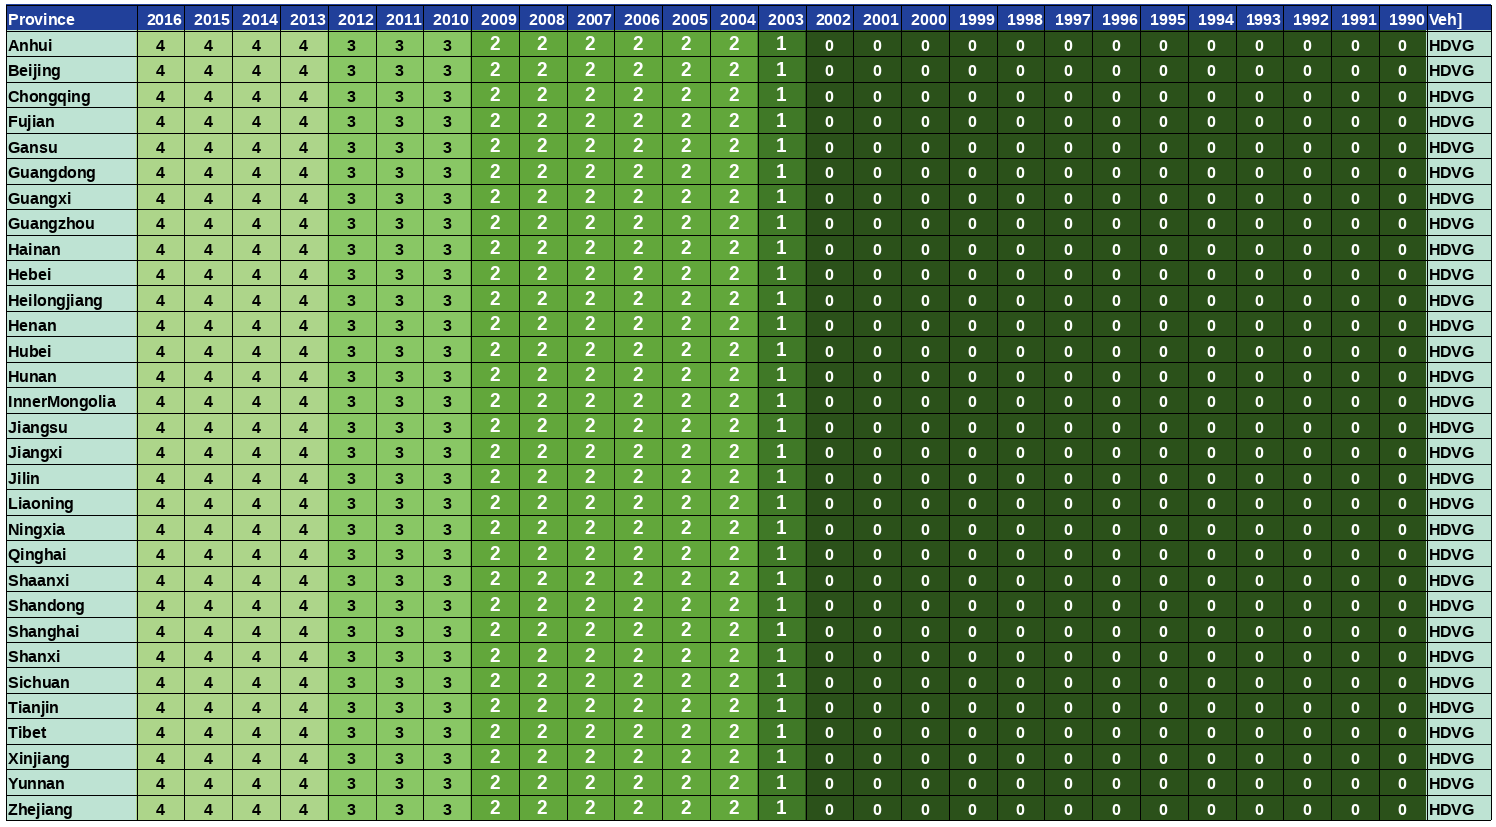 Province 2016 2015 2014 2013 2012 2011 2010 2009 2008 2007 2006 2005 2004 2003 2002 2001 2000 1999 1998 1997 1996 1995 1994 1993 1992 1991 1990 Veh]
Anhui 4 4 4 4 3 3 3 2 2 2 2 2 2 1 0 0 0 0 0 0 0 0 0 0 0 0 0 HDVG
Beijing 4 4 4 4 3 3 3 2 2 2 2 2 2 1 0 0 0 0 0 0 0 0 0 0 0 0 0 HDVG
Chongqing 4 4 4 4 3 3 3 2 2 2 2 2 2 1 0 0 0 0 0 0 0 0 0 0 0 0 0 HDVG
Fujian 4 4 4 4 3 3 3 2 2 2 2 2 2 1 0 0 0 0 0 0 0 0 0 0 0 0 0 HDVG
Gansu 4 4 4 4 3 3 3 2 2 2 2 2 2 1 0 0 0 0 0 0 0 0 0 0 0 0 0 HDVG
Guangdong 4 4 4 4 3 3 3 2 2 2 2 2 2 1 0 0 0 0 0 0 0 0 0 0 0 0 0 HDVG
Guangxi 4 4 4 4 3 3 3 2 2 2 2 2 2 1 0 0 0 0 0 0 0 0 0 0 0 0 0 HDVG
Guangzhou 4 4 4 4 3 3 3 2 2 2 2 2 2 1 0 0 0 0 0 0 0 0 0 0 0 0 0 HDVG
Hainan 4 4 4 4 3 3 3 2 2 2 2 2 2 1 0 0 0 0 0 0 0 0 0 0 0 0 0 HDVG
Hebei 4 4 4 4 3 3 3 2 2 2 2 2 2 1 0 0 0 0 0 0 0 0 0 0 0 0 0 HDVG
Heilongjiang 4 4 4 4 3 3 3 2 2 2 2 2 2 1 0 0 0 0 0 0 0 0 0 0 0 0 0 HDVG
Henan 4 4 4 4 3 3 3 2 2 2 2 2 2 1 0 0 0 0 0 0 0 0 0 0 0 0 0 HDVG
Hubei 4 4 4 4 3 3 3 2 2 2 2 2 2 1 0 0 0 0 0 0 0 0 0 0 0 0 0 HDVG
Hunan 4 4 4 4 3 3 3 2 2 2 2 2 2 1 0 0 0 0 0 0 0 0 0 0 0 0 0 HDVG
InnerMongolia 4 4 4 4 3 3 3 2 2 2 2 2 2 1 0 0 0 0 0 0 0 0 0 0 0 0 0 HDVG
Jiangsu 4 4 4 4 3 3 3 2 2 2 2 2 2 1 0 0 0 0 0 0 0 0 0 0 0 0 0 HDVG
Jiangxi 4 4 4 4 3 3 3 2 2 2 2 2 2 1 0 0 0 0 0 0 0 0 0 0 0 0 0 HDVG
Jilin 4 4 4 4 3 3 3 2 2 2 2 2 2 1 0 0 0 0 0 0 0 0 0 0 0 0 0 HDVG
Liaoning 4 4 4 4 3 3 3 2 2 2 2 2 2 1 0 0 0 0 0 0 0 0 0 0 0 0 0 HDVG
Ningxia 4 4 4 4 3 3 3 2 2 2 2 2 2 1 0 0 0 0 0 0 0 0 0 0 0 0 0 HDVG
Qinghai 4 4 4 4 3 3 3 2 2 2 2 2 2 1 0 0 0 0 0 0 0 0 0 0 0 0 0 HDVG
Shaanxi 4 4 4 4 3 3 3 2 2 2 2 2 2 1 0 0 0 0 0 0 0 0 0 0 0 0 0 HDVG
Shandong 4 4 4 4 3 3 3 2 2 2 2 2 2 1 0 0 0 0 0 0 0 0 0 0 0 0 0 HDVG
Shanghai 4 4 4 4 3 3 3 2 2 2 2 2 2 1 0 0 0 0 0 0 0 0 0 0 0 0 0 HDVG
Shanxi 4 4 4 4 3 3 3 2 2 2 2 2 2 1 0 0 0 0 0 0 0 0 0 0 0 0 0 HDVG
Sichuan 4 4 4 4 3 3 3 2 2 2 2 2 2 1 0 0 0 0 0 0 0 0 0 0 0 0 0 HDVG
Tianjin 4 4 4 4 3 3 3 2 2 2 2 2 2 1 0 0 0 0 0 0 0 0 0 0 0 0 0 HDVG
Tibet 4 4 4 4 3 3 3 2 2 2 2 2 2 1 0 0 0 0 0 0 0 0 0 0 0 0 0 HDVG
Xinjiang 4 4 4 4 3 3 3 2 2 2 2 2 2 1 0 0 0 0 0 0 0 0 0 0 0 0 0 HDVG
Yunnan 4 4 4 4 3 3 3 2 2 2 2 2 2 1 0 0 0 0 0 0 0 0 0 0 0 0 0 HDVG
Zhejiang 4 4 4 4 3 3 3 2 2 2 2 2 2 1 0 0 0 0 0 0 0 0 0 0 0 0 0 HDVG